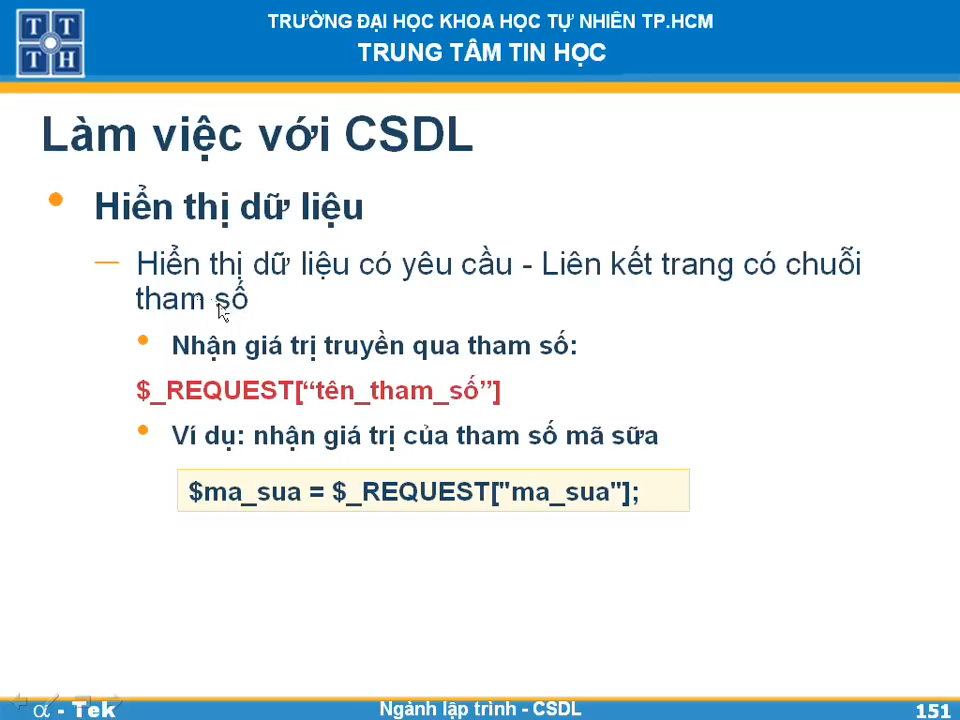 TRƯỜNG ĐẠI HỌC KHOA HỌC TỰ NHIÊN TP.HCM
TRUNG TÂM TIN HỌC
T T
T H
Làm việc với CSDL
Hiển thị dữ liệu
Hiển thị dữ liệu có yêu cầu - Liên kết trang có chuỗi
tham số
Nhận giá trị truyền qua tham số:
$_REQUEST[“tên_tham_số”]
Ví dụ: nhận giá trị của tham số mã sữa
$ma_sua = $_REQUEST["ma_sua"];
α - Tek
Ngành lập trình - CSDL
151